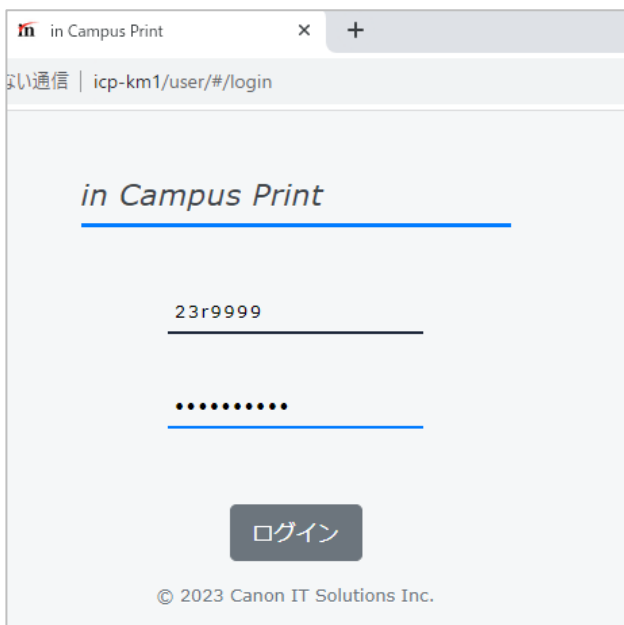 in Campus Print
ない通信 | icp-km1/user/#/login
in Campus Print
23r9999
••••••••••
ログイン
© 2023 Canon IT Solutions Inc.